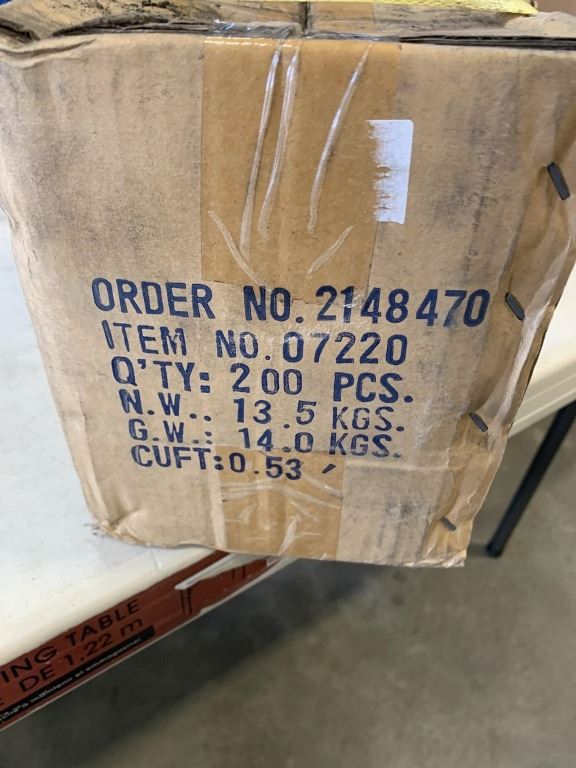 ORDER NO. 2148470
ITEM NO. 07220
Q'TY: 200 PCS.
N.W.: 13.5 KGS.
G.W.: 14.0 KGS.
CUFT: 0.53 ′
ING TABLE
DE 1.22 m